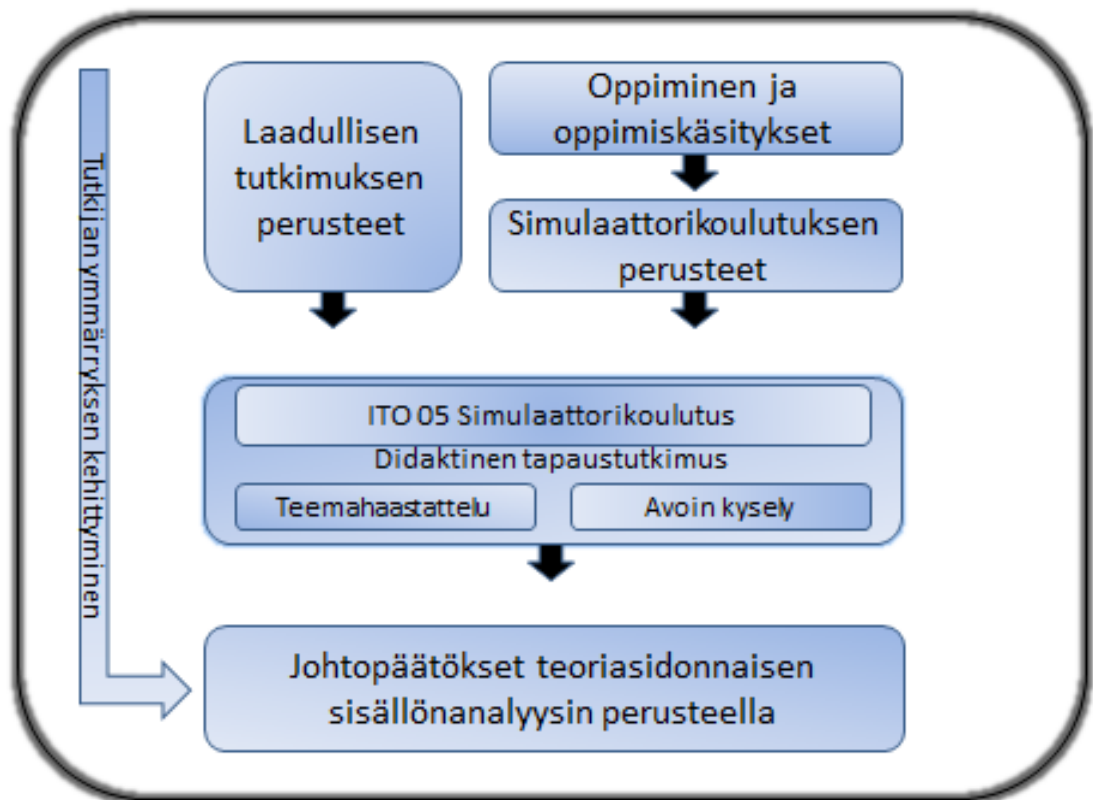 Tutkijan ymmärryksen kehittyminen
Laadullisen
tutkimuksen
perusteet
Oppiminen ja
oppimiskäsitykset
Simulaattorikoulutuksen
perusteet
ITO 05 Simulaattorikoulutus
Didaktinen tapaustutkimus
Teemahaastattelu
Avoin kysely
Johtopäätökset teoriasidonnaisen
sisällönanalyysin perusteella